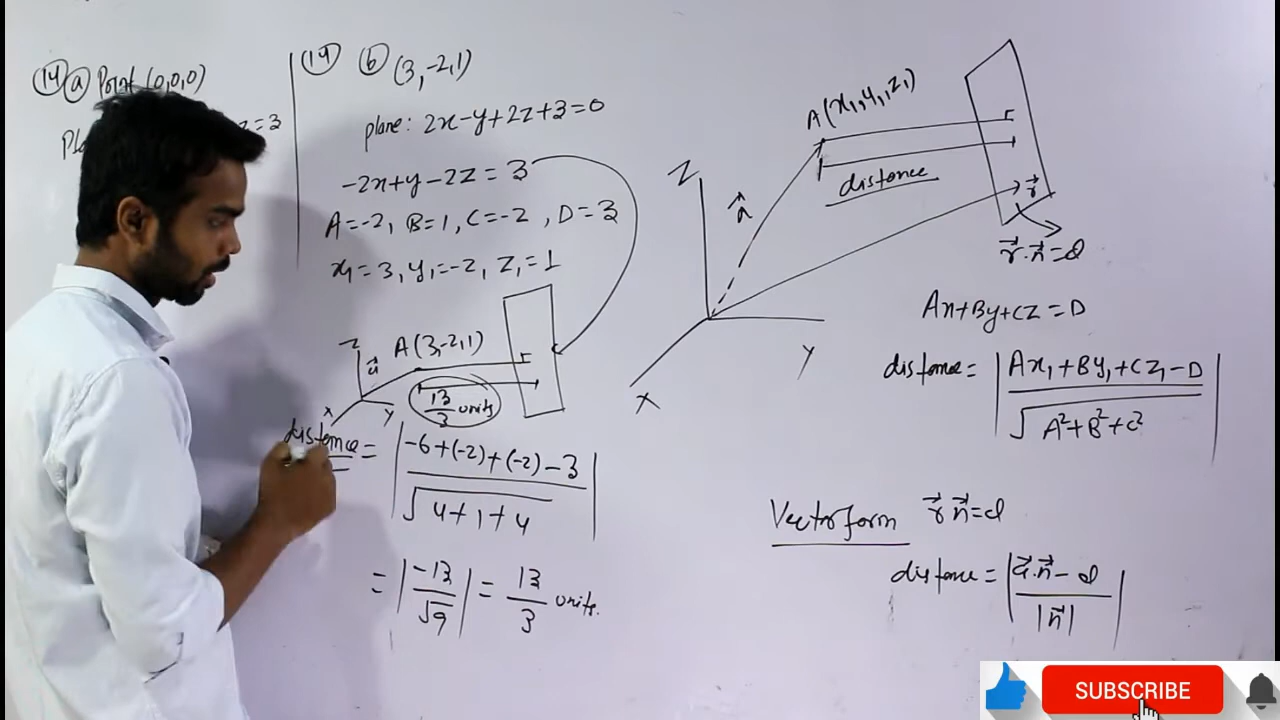 (14) (a) Point (0,0,0)
z=3
(14) (b) (3,-2,1)
plane: 2x-y+2z+3=0
-2x+y-2z = 3
A=-2, B=1, C=-2, D=3
x₁=3, y₁=-2, z₁=1
z
a⃗
A(3,-2,1)
x
y
13/3 units
distance = |-6+(-2)+(-2)-3 / √4+1+4|
= |-13/√9| = 13/3 units.
A(x₁,y₁,z₁)
Z
a⃗
distance
r⃗
r⃗.n⃗=d
X
Y
Ax+By+Cz=D
distance = |Ax₁+By₁+Cz₁-D / √A²+B²+C²|
Vector form r⃗.n⃗=d
distance = |a⃗.n⃗-d / |n⃗||
SUBSCRIBE